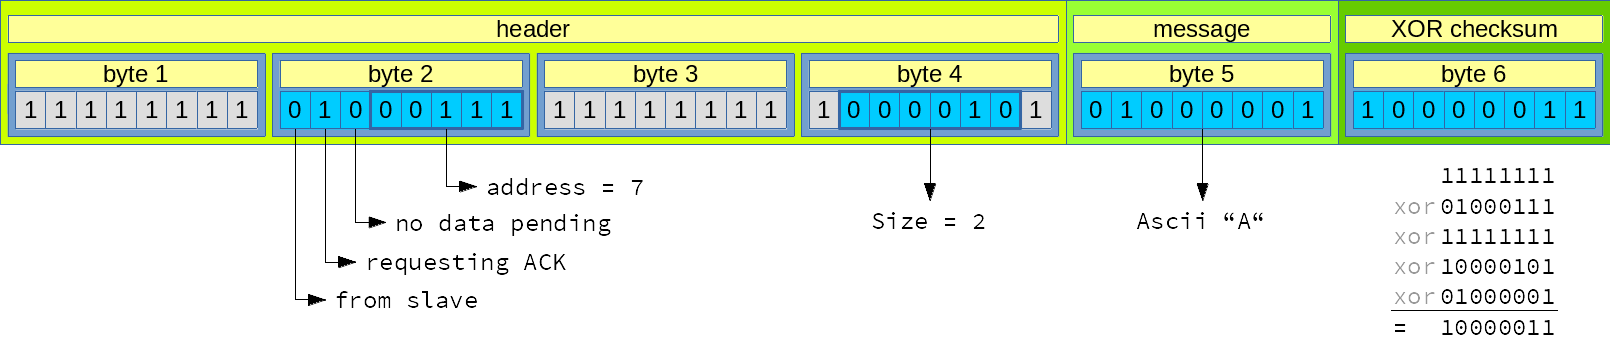 header message XOR checksum
byte 1 byte 2 byte 3 byte 4 byte 5 byte 6
1 1 1 1 1 1 1 1 0 1 0 0 0 1 1 1 1 1 1 1 1 1 1 1 1 0 0 0 0 1 0 1 0 1 0 0 0 0 0 1 1 0 0 0 0 0 1 1
address = 7
no data pending
requesting ACK
from slave
Size = 2
Ascii “A“
11111111
xor 01000111
xor 11111111
xor 10000101
xor 01000001
= 10000011